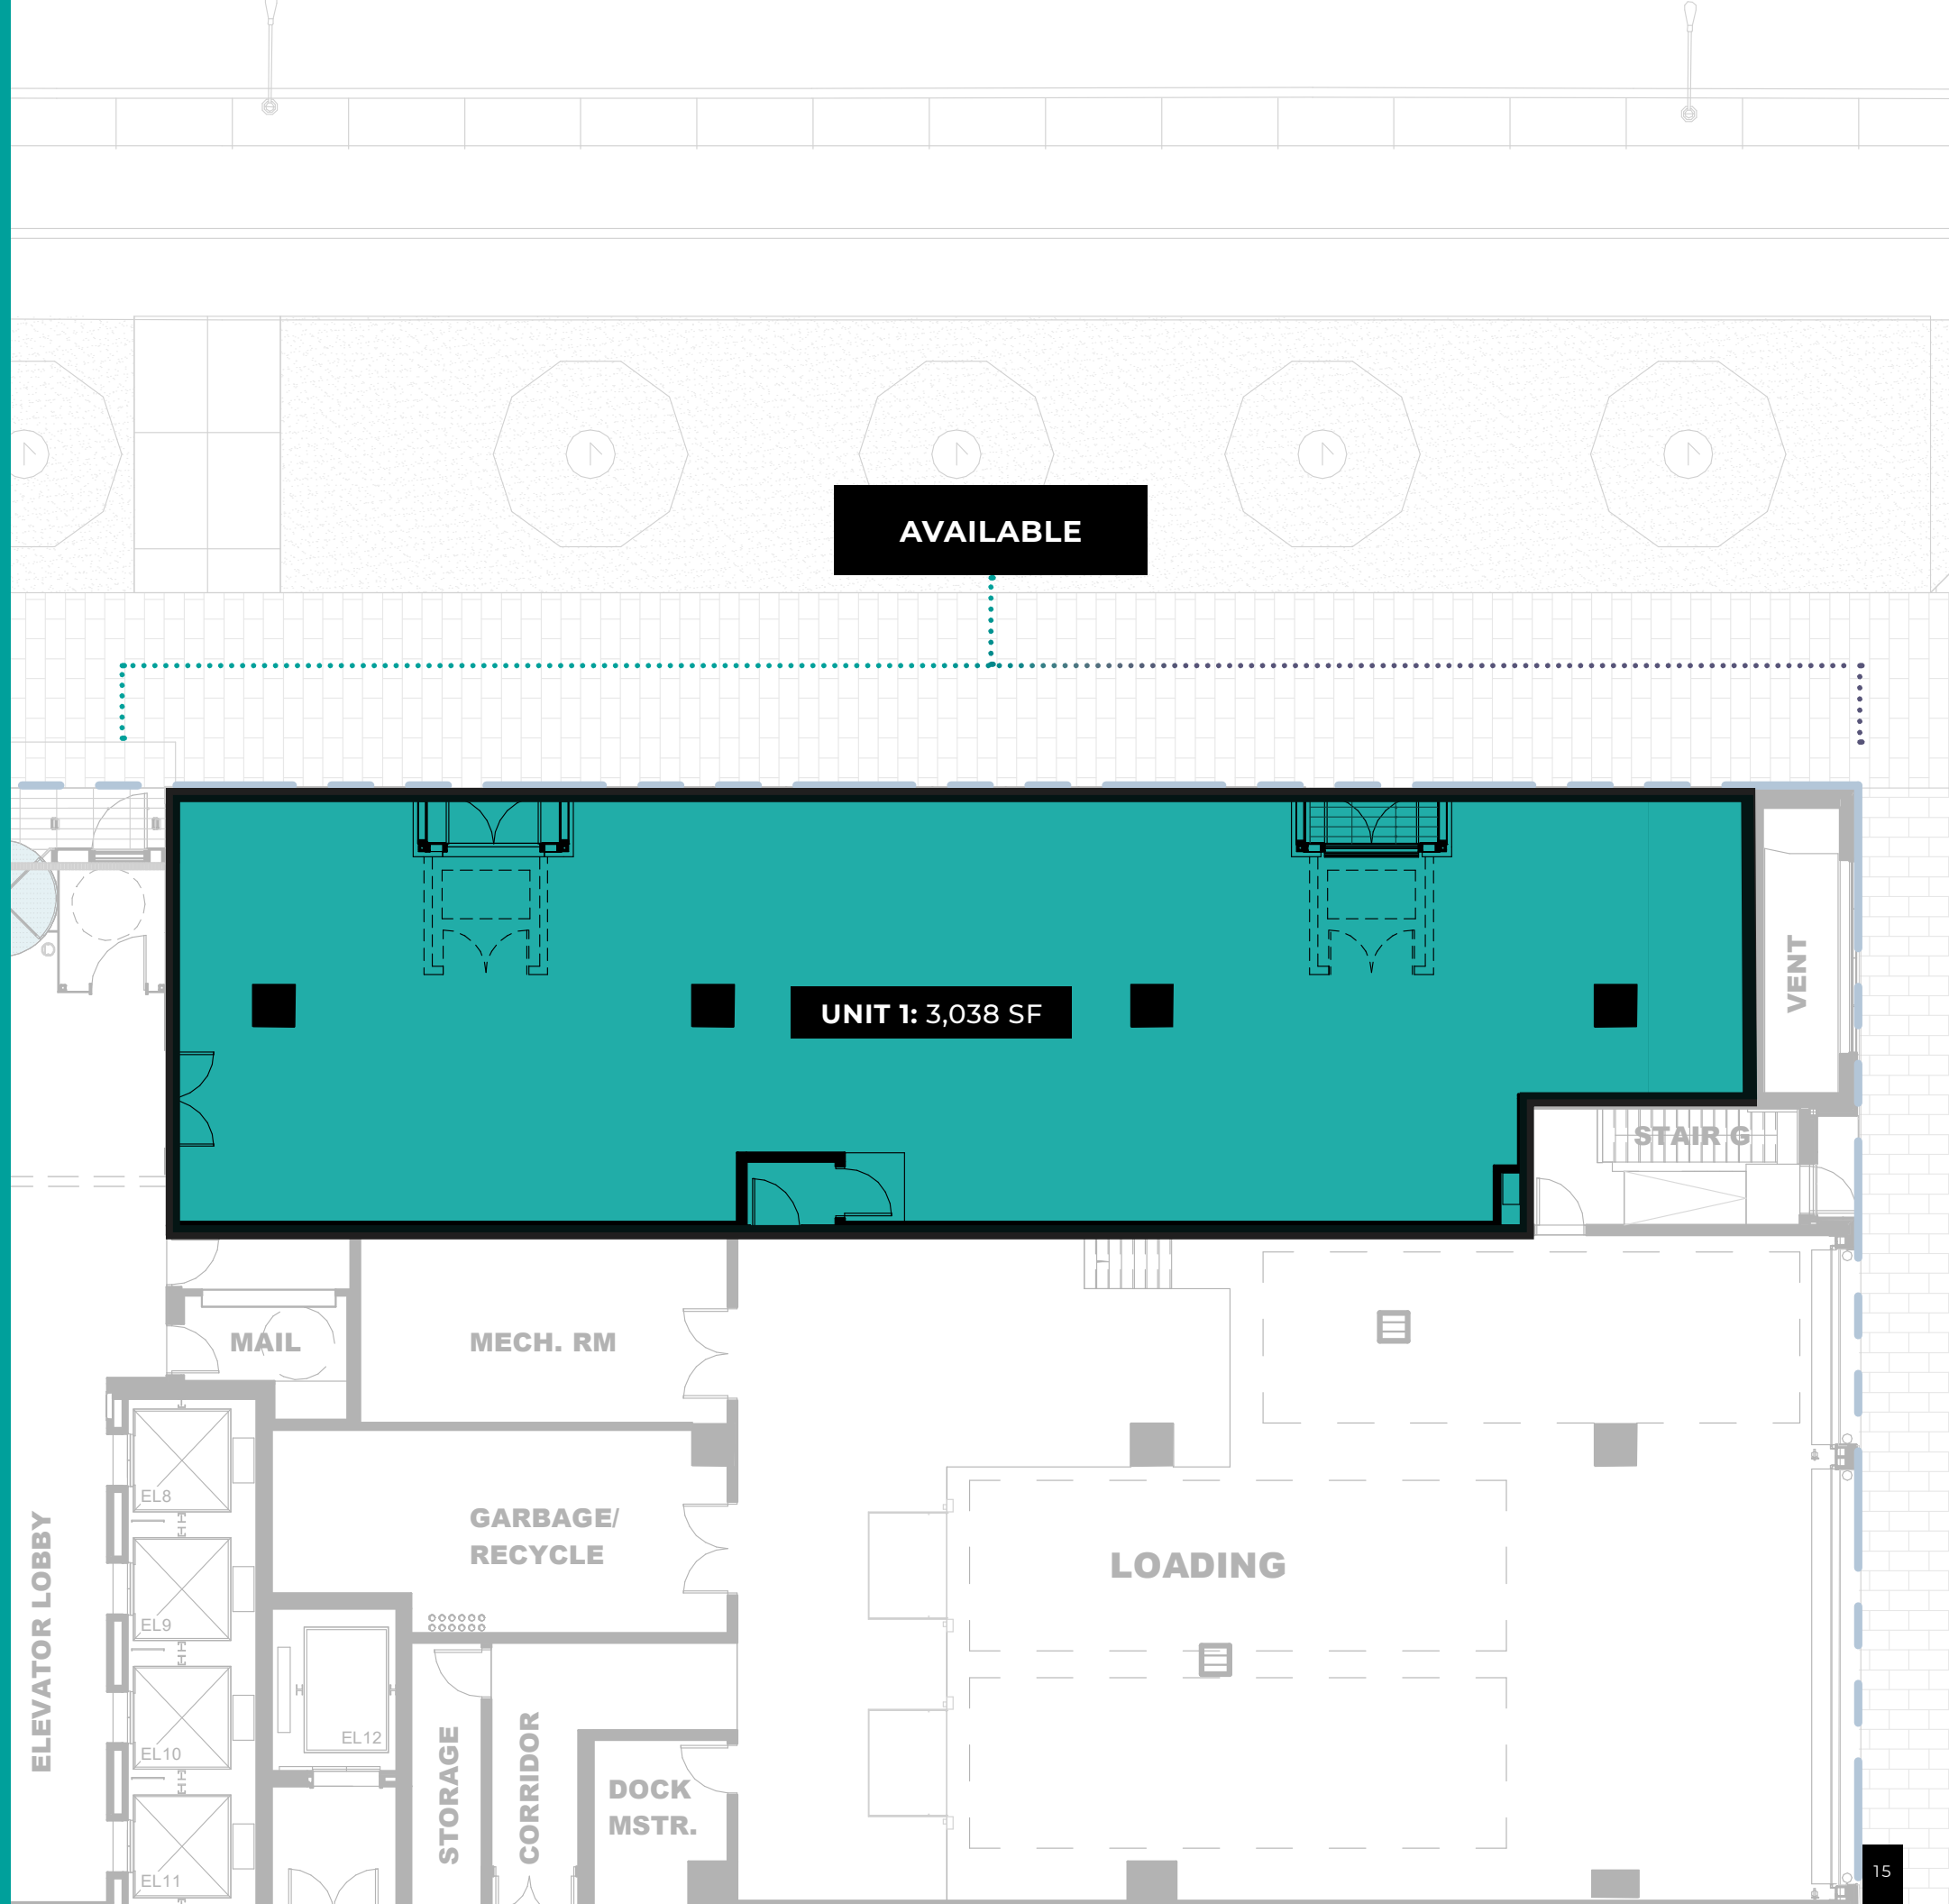 AVAILABLE
UNIT 1: 3,038 SF
VENT
STAIR G
MAIL
MECH. RM
GARBAGE/
RECYCLE
LOADING
ELEVATOR LOBBY
EL8
EL9
EL10
EL11
EL12
STORAGE
CORRIDOR
DOCK
MSTR.
15